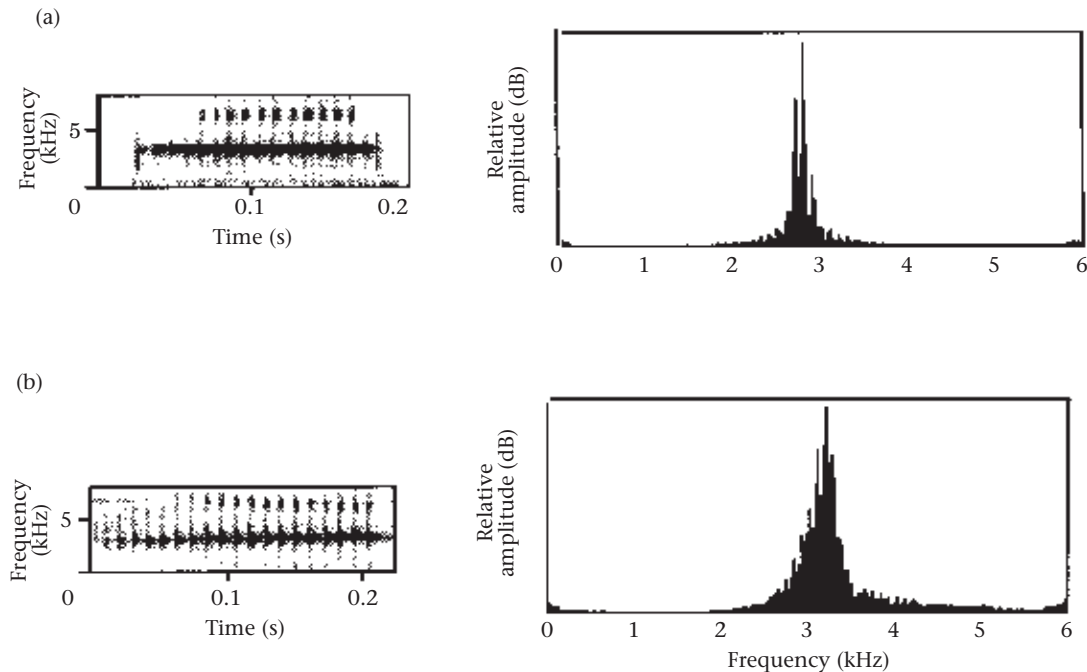 (a)
Frequency
(kHz)
5
0
0.1
0.2
Time (s)
Relative
amplitude (dB)
0 1 2 3 4 5 6
(b)
Frequency
(kHz)
5
0
0.1
0.2
Time (s)
Relative
amplitude (dB)
0 1 2 3 4 5 6
Frequency (kHz)